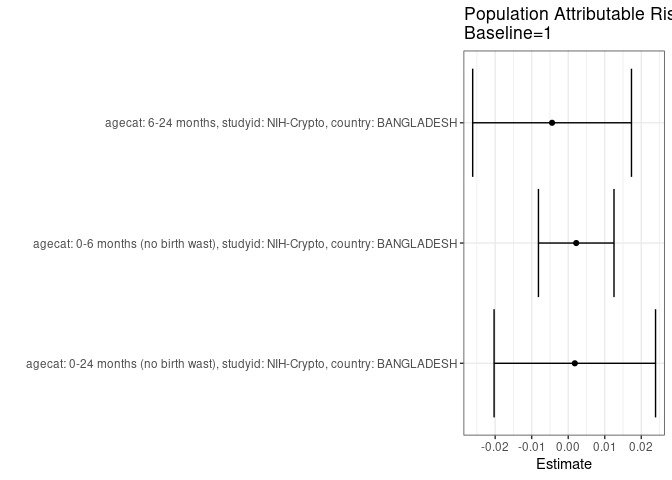 Population Attributable Ris
Baseline=1
agecat: 6-24 months, studyid: NIH-Crypto, country: BANGLADESH
agecat: 0-6 months (no birth wast), studyid: NIH-Crypto, country: BANGLADESH
agecat: 0-24 months (no birth wast), studyid: NIH-Crypto, country: BANGLADESH
-0.02 -0.01 0.00 0.01 0.02
Estimate